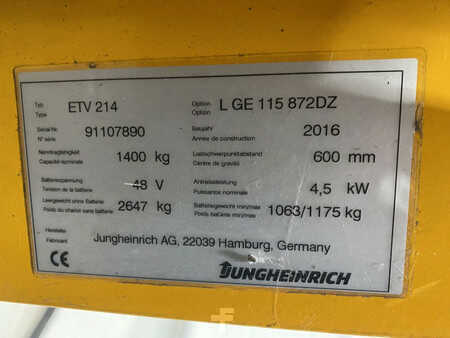 Typ ETV 214 Option L GE 115 872DZ
Type Option
Serial-Nr. 91107890 Baujahr 2016
N° série Année de construction
Nenntragfähigkeit 1400 kg Lastschwerpunktabstand 600 mm
Capacité nominale Centre de gravité
Batteriespannung 48 V Antriebsleistung 4,5 kW
Tension de la batterie Puissance nominale
Leergewicht ohne Batterie 2647 kg Batteriegewicht min/max 1063/1175 kg
Poids du chariot sans batterie Poids batterie min/max
Hersteller
Fabricant Jungheinrich AG, 22039 Hamburg, Germany
CE JUNGHEINRICH